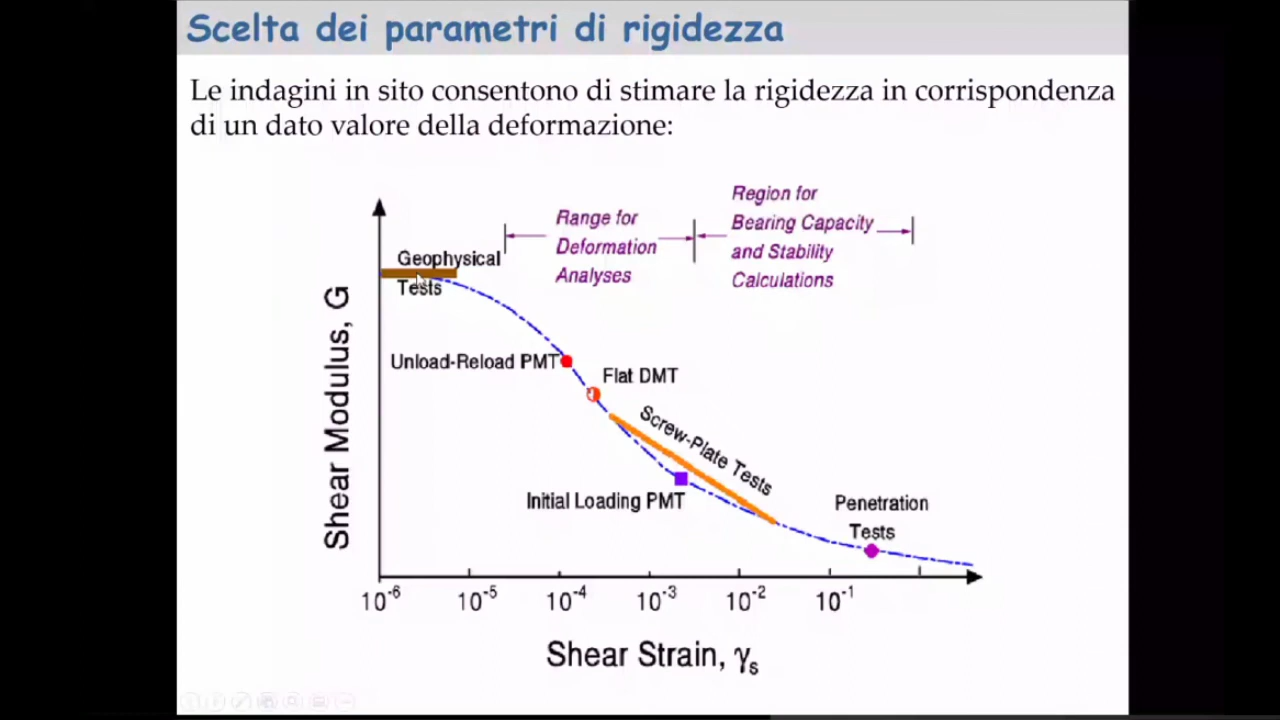 Scelta dei parametri di rigidezza
Le indagini in sito consentono di stimare la rigidezza in corrispondenza
di un dato valore della deformazione:
Range for
Deformation
Analyses
Region for
Bearing Capacity
and Stability
Calculations
Geophysical
Tests
Unload-Reload PMT
Flat DMT
Screw-Plate Tests
Initial Loading PMT
Penetration
Tests
Shear Modulus, G
10⁻⁶ 10⁻⁵ 10⁻⁴ 10⁻³ 10⁻² 10⁻¹
Shear Strain, γₛ